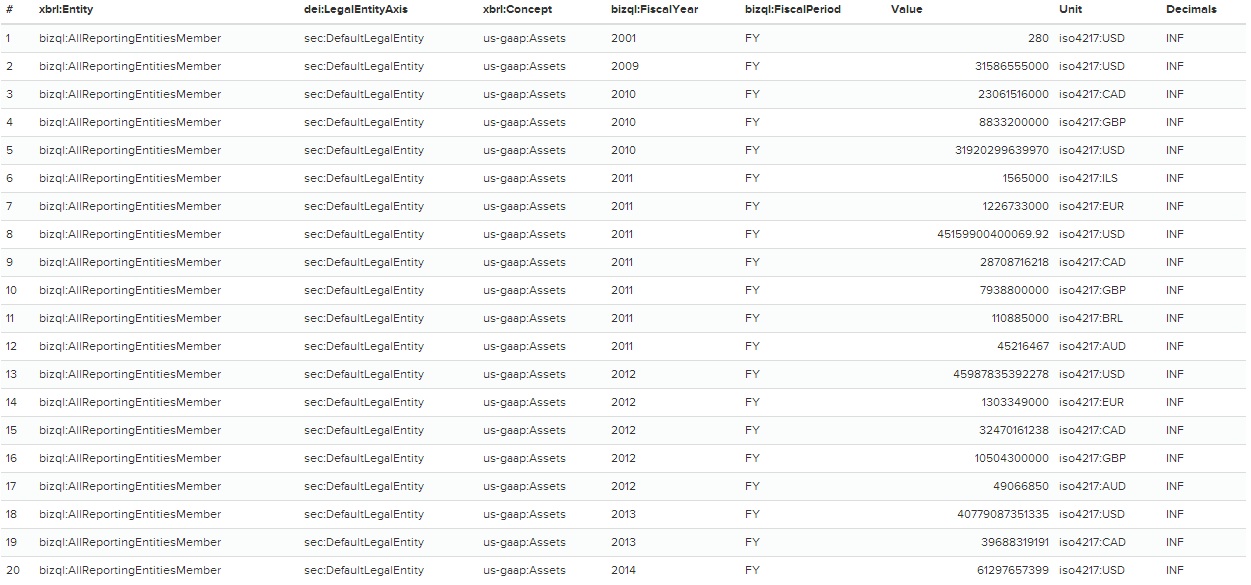 # xbrl:Entity dei:LegalEntityAxis xbrl:Concept bizql:FiscalYear bizql:FiscalPeriod Value Unit Decimals
1 bizql:AllReportingEntitiesMember sec:DefaultLegalEntity us-gaap:Assets 2001 FY 280 iso4217:USD INF
2 bizql:AllReportingEntitiesMember sec:DefaultLegalEntity us-gaap:Assets 2009 FY 31586555000 iso4217:USD INF
3 bizql:AllReportingEntitiesMember sec:DefaultLegalEntity us-gaap:Assets 2010 FY 23061516000 iso4217:CAD INF
4 bizql:AllReportingEntitiesMember sec:DefaultLegalEntity us-gaap:Assets 2010 FY 8833200000 iso4217:GBP INF
5 bizql:AllReportingEntitiesMember sec:DefaultLegalEntity us-gaap:Assets 2010 FY 31920299639970 iso4217:USD INF
6 bizql:AllReportingEntitiesMember sec:DefaultLegalEntity us-gaap:Assets 2011 FY 1565000 iso4217:ILS INF
7 bizql:AllReportingEntitiesMember sec:DefaultLegalEntity us-gaap:Assets 2011 FY 1226733000 iso4217:EUR INF
8 bizql:AllReportingEntitiesMember sec:DefaultLegalEntity us-gaap:Assets 2011 FY 45159900400069.92 iso4217:USD INF
9 bizql:AllReportingEntitiesMember sec:DefaultLegalEntity us-gaap:Assets 2011 FY 28708716218 iso4217:CAD INF
10 bizql:AllReportingEntitiesMember sec:DefaultLegalEntity us-gaap:Assets 2011 FY 7938800000 iso4217:GBP INF
11 bizql:AllReportingEntitiesMember sec:DefaultLegalEntity us-gaap:Assets 2011 FY 110885000 iso4217:BRL INF
12 bizql:AllReportingEntitiesMember sec:DefaultLegalEntity us-gaap:Assets 2011 FY 45216467 iso4217:AUD INF
13 bizql:AllReportingEntitiesMember sec:DefaultLegalEntity us-gaap:Assets 2012 FY 45987835392278 iso4217:USD INF
14 bizql:AllReportingEntitiesMember sec:DefaultLegalEntity us-gaap:Assets 2012 FY 1303349000 iso4217:EUR INF
15 bizql:AllReportingEntitiesMember sec:DefaultLegalEntity us-gaap:Assets 2012 FY 32470161238 iso4217:CAD INF
16 bizql:AllReportingEntitiesMember sec:DefaultLegalEntity us-gaap:Assets 2012 FY 10504300000 iso4217:GBP INF
17 bizql:AllReportingEntitiesMember sec:DefaultLegalEntity us-gaap:Assets 2012 FY 49066850 iso4217:AUD INF
18 bizql:AllReportingEntitiesMember sec:DefaultLegalEntity us-gaap:Assets 2013 FY 40779087351335 iso4217:USD INF
19 bizql:AllReportingEntitiesMember sec:DefaultLegalEntity us-gaap:Assets 2013 FY 39688319191 iso4217:CAD INF
20 bizql:AllReportingEntitiesMember sec:DefaultLegalEntity us-gaap:Assets 2014 FY 61297657399 iso4217:USD INF